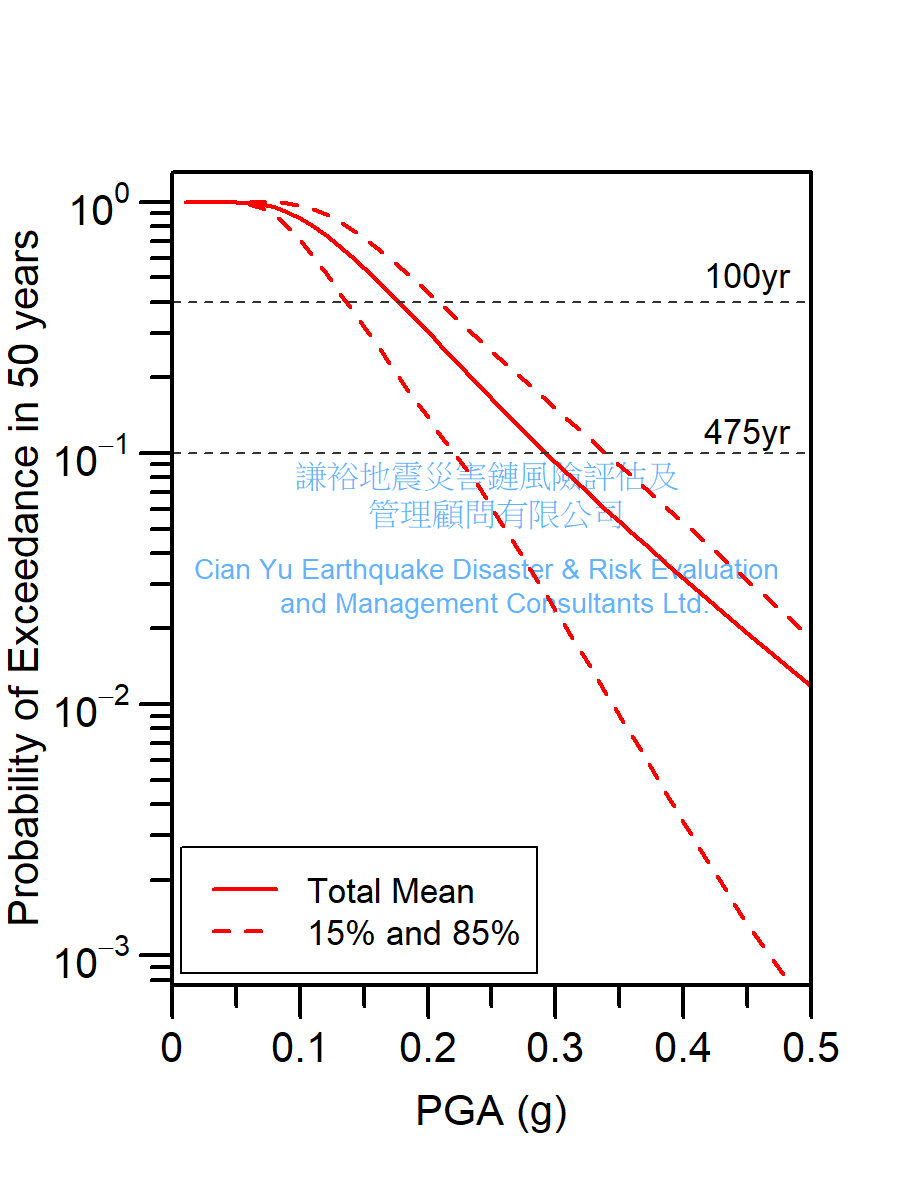 Probability of Exceedance in 50 years
10⁰
10⁻¹
10⁻²
10⁻³
100yr
475yr
謙裕地震災害鏈風險評估及
管理顧問有限公司
Cian Yu Earthquake Disaster & Risk Evaluation
and Management Consultants Ltd.
Total Mean
15% and 85%
0 0.1 0.2 0.3 0.4 0.5
PGA (g)